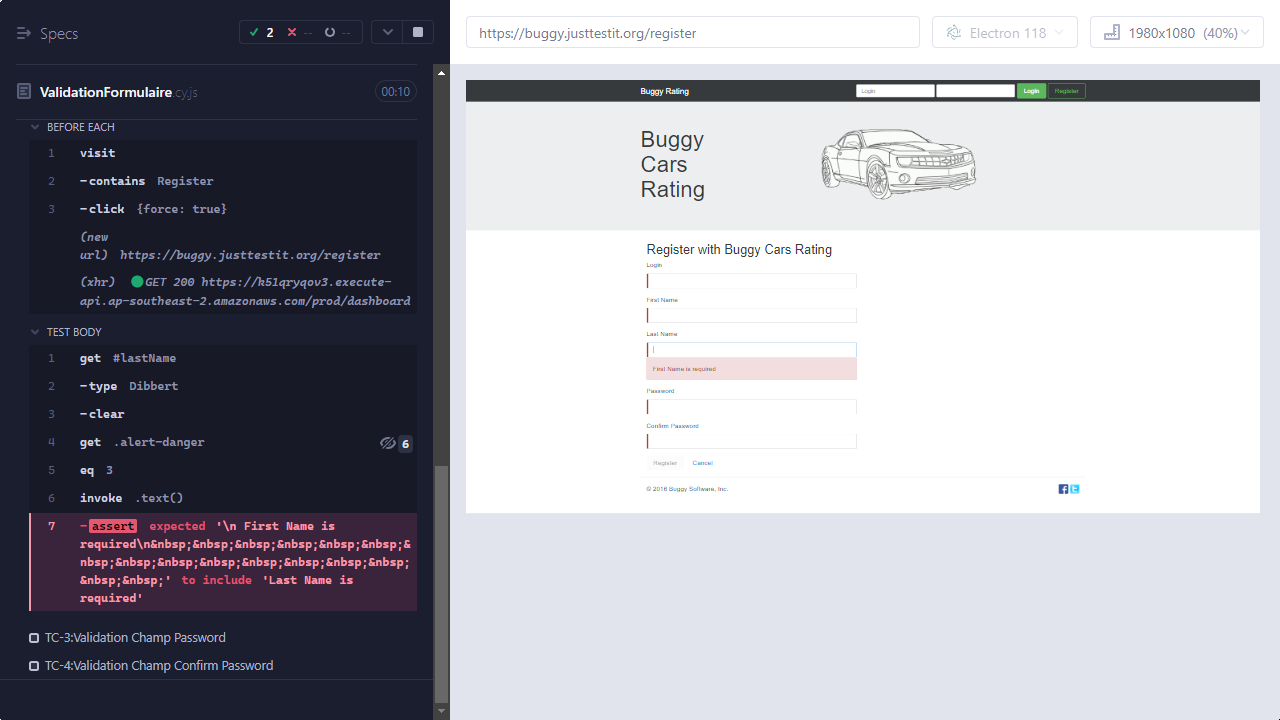 Specs
2
--
--
ValidationFormulaire.cy.js
00:10
BEFORE EACH
1 visit
2 -contains Register
3 -click {force: true}
(new
url) https://buggy.justtestit.org/register
(xhr) GET 200 https://k51qryqov3.execute-
api.ap-southeast-2.amazonaws.com/prod/dashboard
TEST BODY
1 get #lastName
2 -type Dibbert
3 -clear
4 get .alert-danger 6
5 eq 3
6 invoke .text()
7 -assert expected '\n First Name is
required\n&nbsp;&nbsp;&nbsp;&nbsp;&nbsp;&nbsp;&
nbsp;&nbsp;&nbsp;&nbsp;&nbsp;&nbsp;&nbsp;&nbsp;
&nbsp;&nbsp;' to include 'Last Name is
required'
TC-3:Validation Champ Password
TC-4:Validation Champ Confirm Password
https://buggy.justtestit.org/register
Electron 118
1980x1080 (40%)
Buggy Rating
Login
Login
Register
Buggy
Cars
Rating
Register with Buggy Cars Rating
Login
First Name
Last Name
First Name is required
Password
Confirm Password
Register
Cancel
© 2016 Buggy Software, Inc.